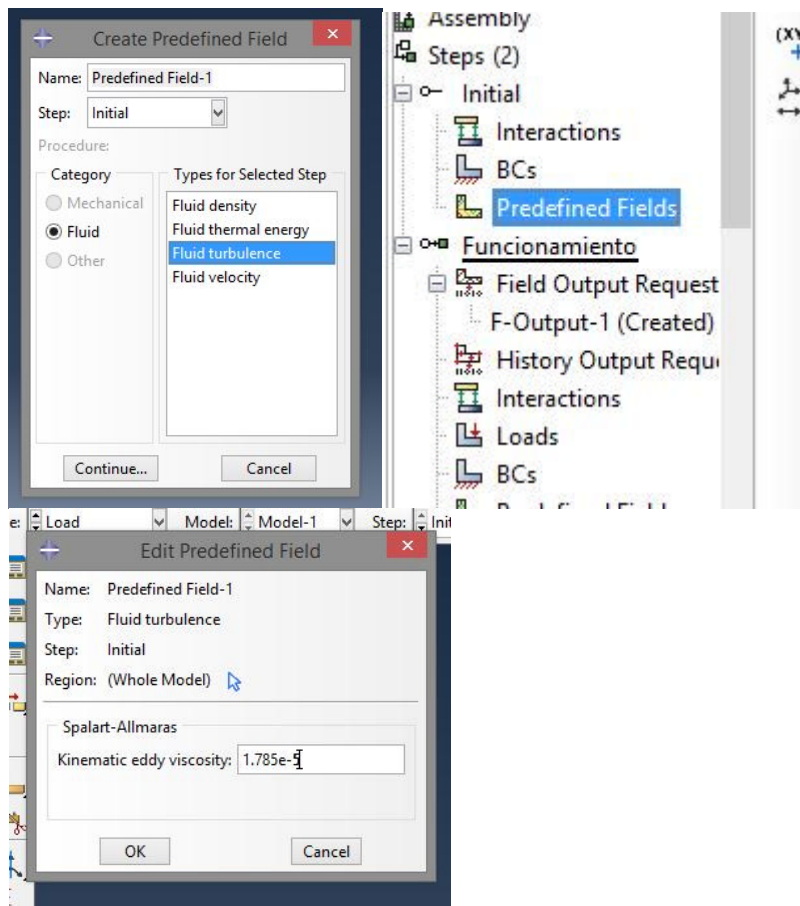 Create Predefined Field
Name: Predefined Field-1
Step: Initial
Procedure:
Category
Mechanical
Fluid
Other
Types for Selected Step
Fluid density
Fluid thermal energy
Fluid turbulence
Fluid velocity
Continue... Cancel
Assembly
Steps (2)
Initial
Interactions
BCs
Predefined Fields
Funcionamiento
Field Output Request
F-Output-1 (Created)
History Output Requ
Interactions
Loads
BCs
(XY
e: Load Model: Model-1 Step: Init
Edit Predefined Field
Name: Predefined Field-1
Type: Fluid turbulence
Step: Initial
Region: (Whole Model)
Spalart-Allmaras
Kinematic eddy viscosity: 1.785e-5
OK Cancel